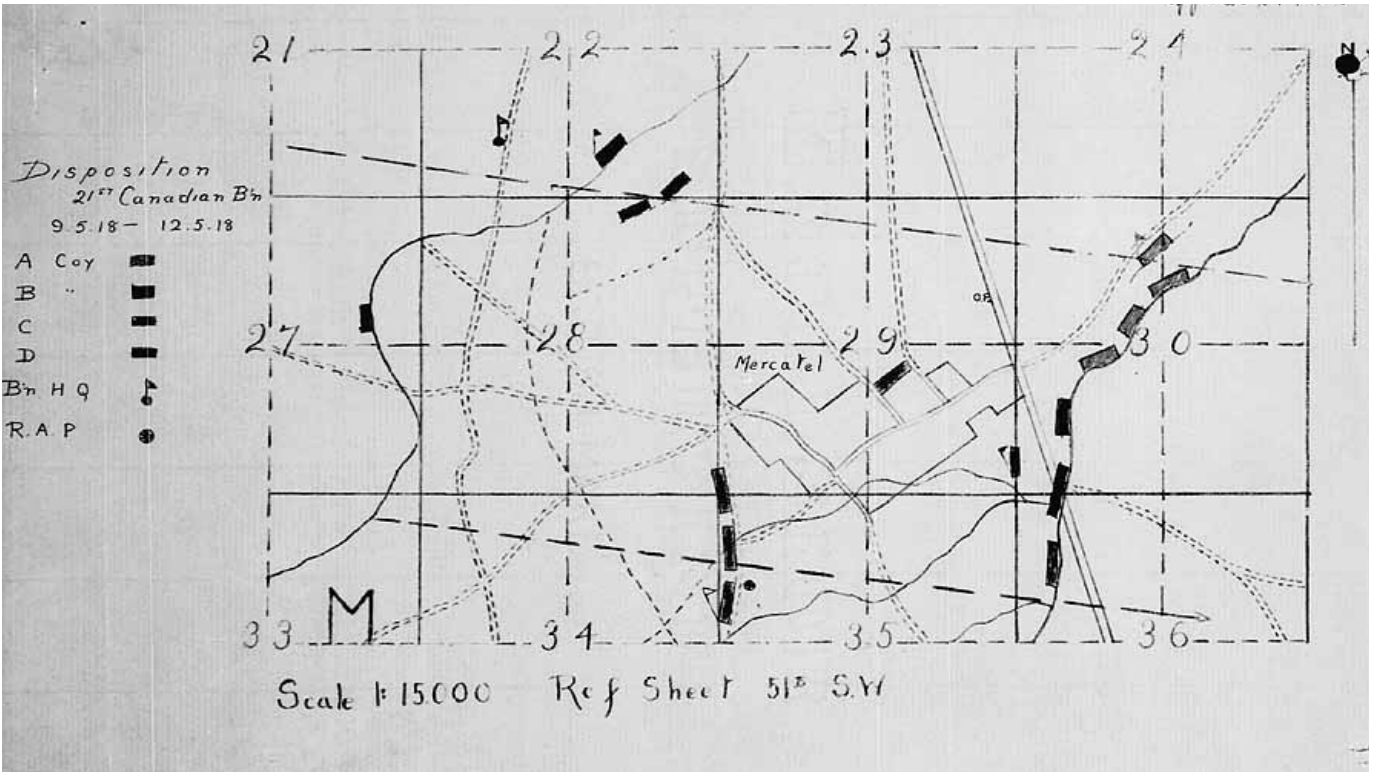 21 22 23 24
N
Disposition
21ST Canadian B'n
9.5.18 - 12.5.18
A Coy
B "
C
D
B'n H Q
R.A.P
O.P.
27 28 29 30
Mercatel
M
33 34 35 36
Scale 1:15000 Ref Sheet 51B S.W